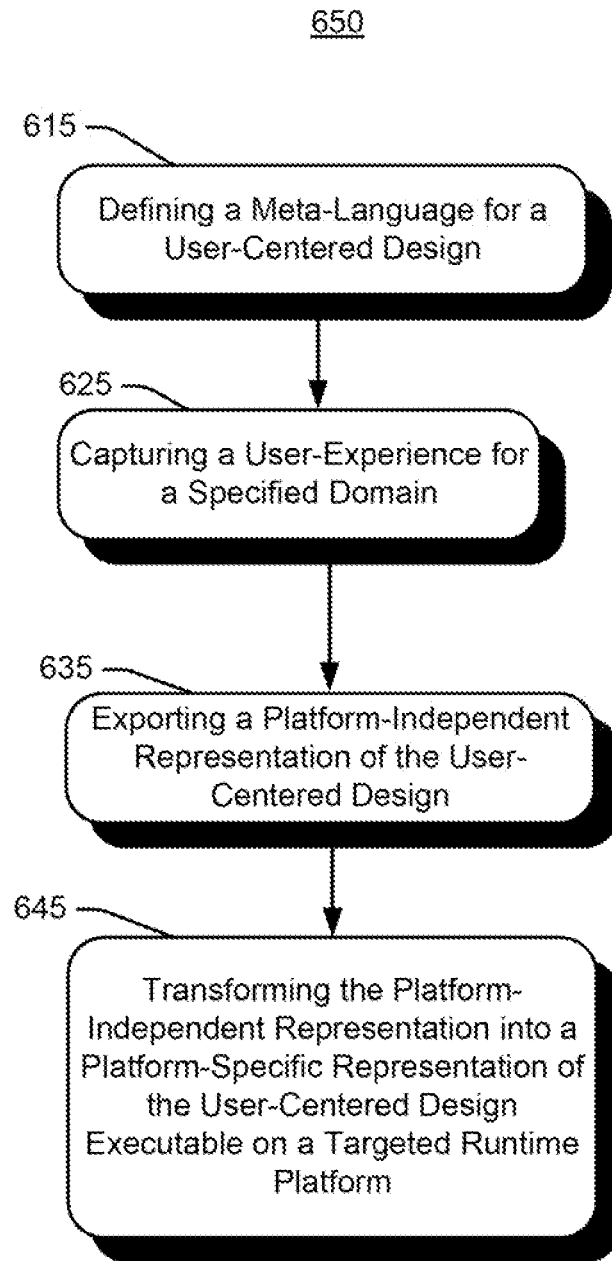 650
615
Defining a Meta-Language for a
User-Centered Design
625
Capturing a User-Experience for
a Specified Domain
635
Exporting a Platform-Independent
Representation of the User-
Centered Design
645
Transforming the Platform-
Independent Representation into a
Platform-Specific Representation of
the User-Centered Design
Executable on a Targeted Runtime
Platform